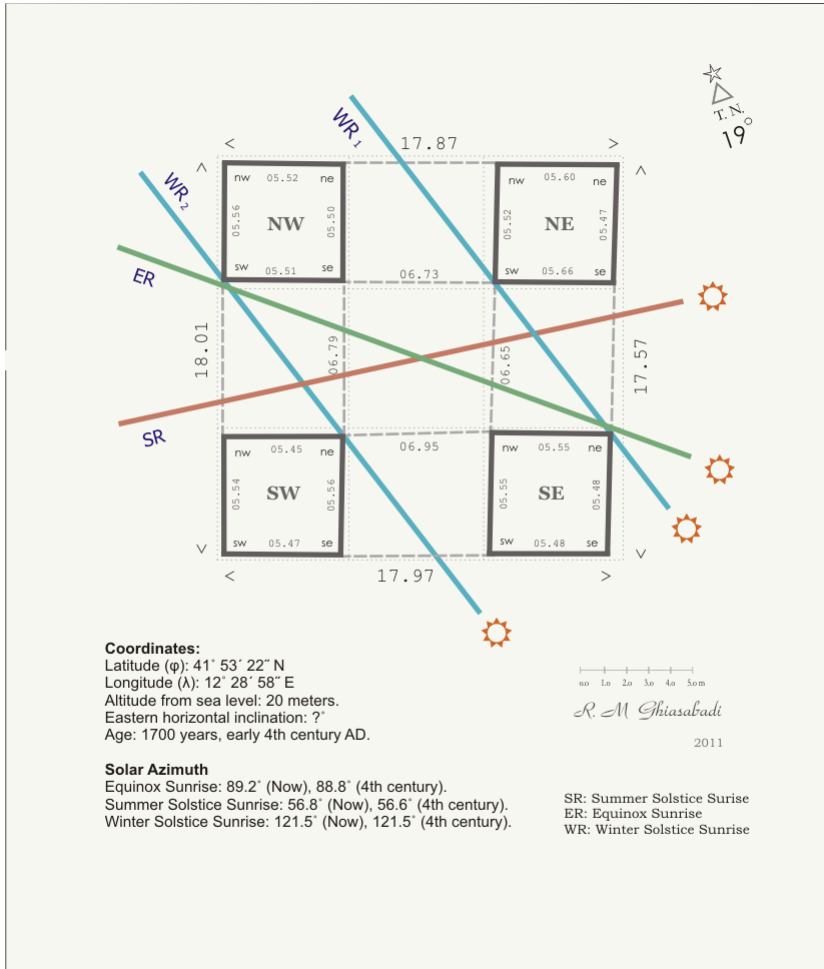 T. N.
19°
WR1
< 17.87 >
nw 05.52 ne
05.56
NW
05.50
sw 05.51 se
nw 05.60 ne
05.52
NE
05.47
sw 05.66 se
WR2
ER
06.73
18.01
06.79
06.65
17.57
SR
06.95
nw 05.45 ne
05.54
SW
05.56
sw 05.47 se
nw 05.55 ne
05.55
SE
05.48
sw 05.48 se
< 17.97 >
Coordinates:
Latitude (φ): 41° 53´ 22˝ N
Longitude (λ): 12° 28´ 58˝ E
Altitude from sea level: 20 meters.
Eastern horizontal inclination: ?°
Age: 1700 years, early 4th century AD.
0.0 1.0 2.0 3.0 4.0 5.0 m
R. M Ghiasabadi
2011
Solar Azimuth
Equinox Sunrise: 89.2° (Now), 88.8° (4th century).
Summer Solstice Sunrise: 56.8° (Now), 56.6° (4th century).
Winter Solstice Sunrise: 121.5° (Now), 121.5° (4th century).
SR: Summer Solstice Surise
ER: Equinox Sunrise
WR: Winter Solstice Sunrise